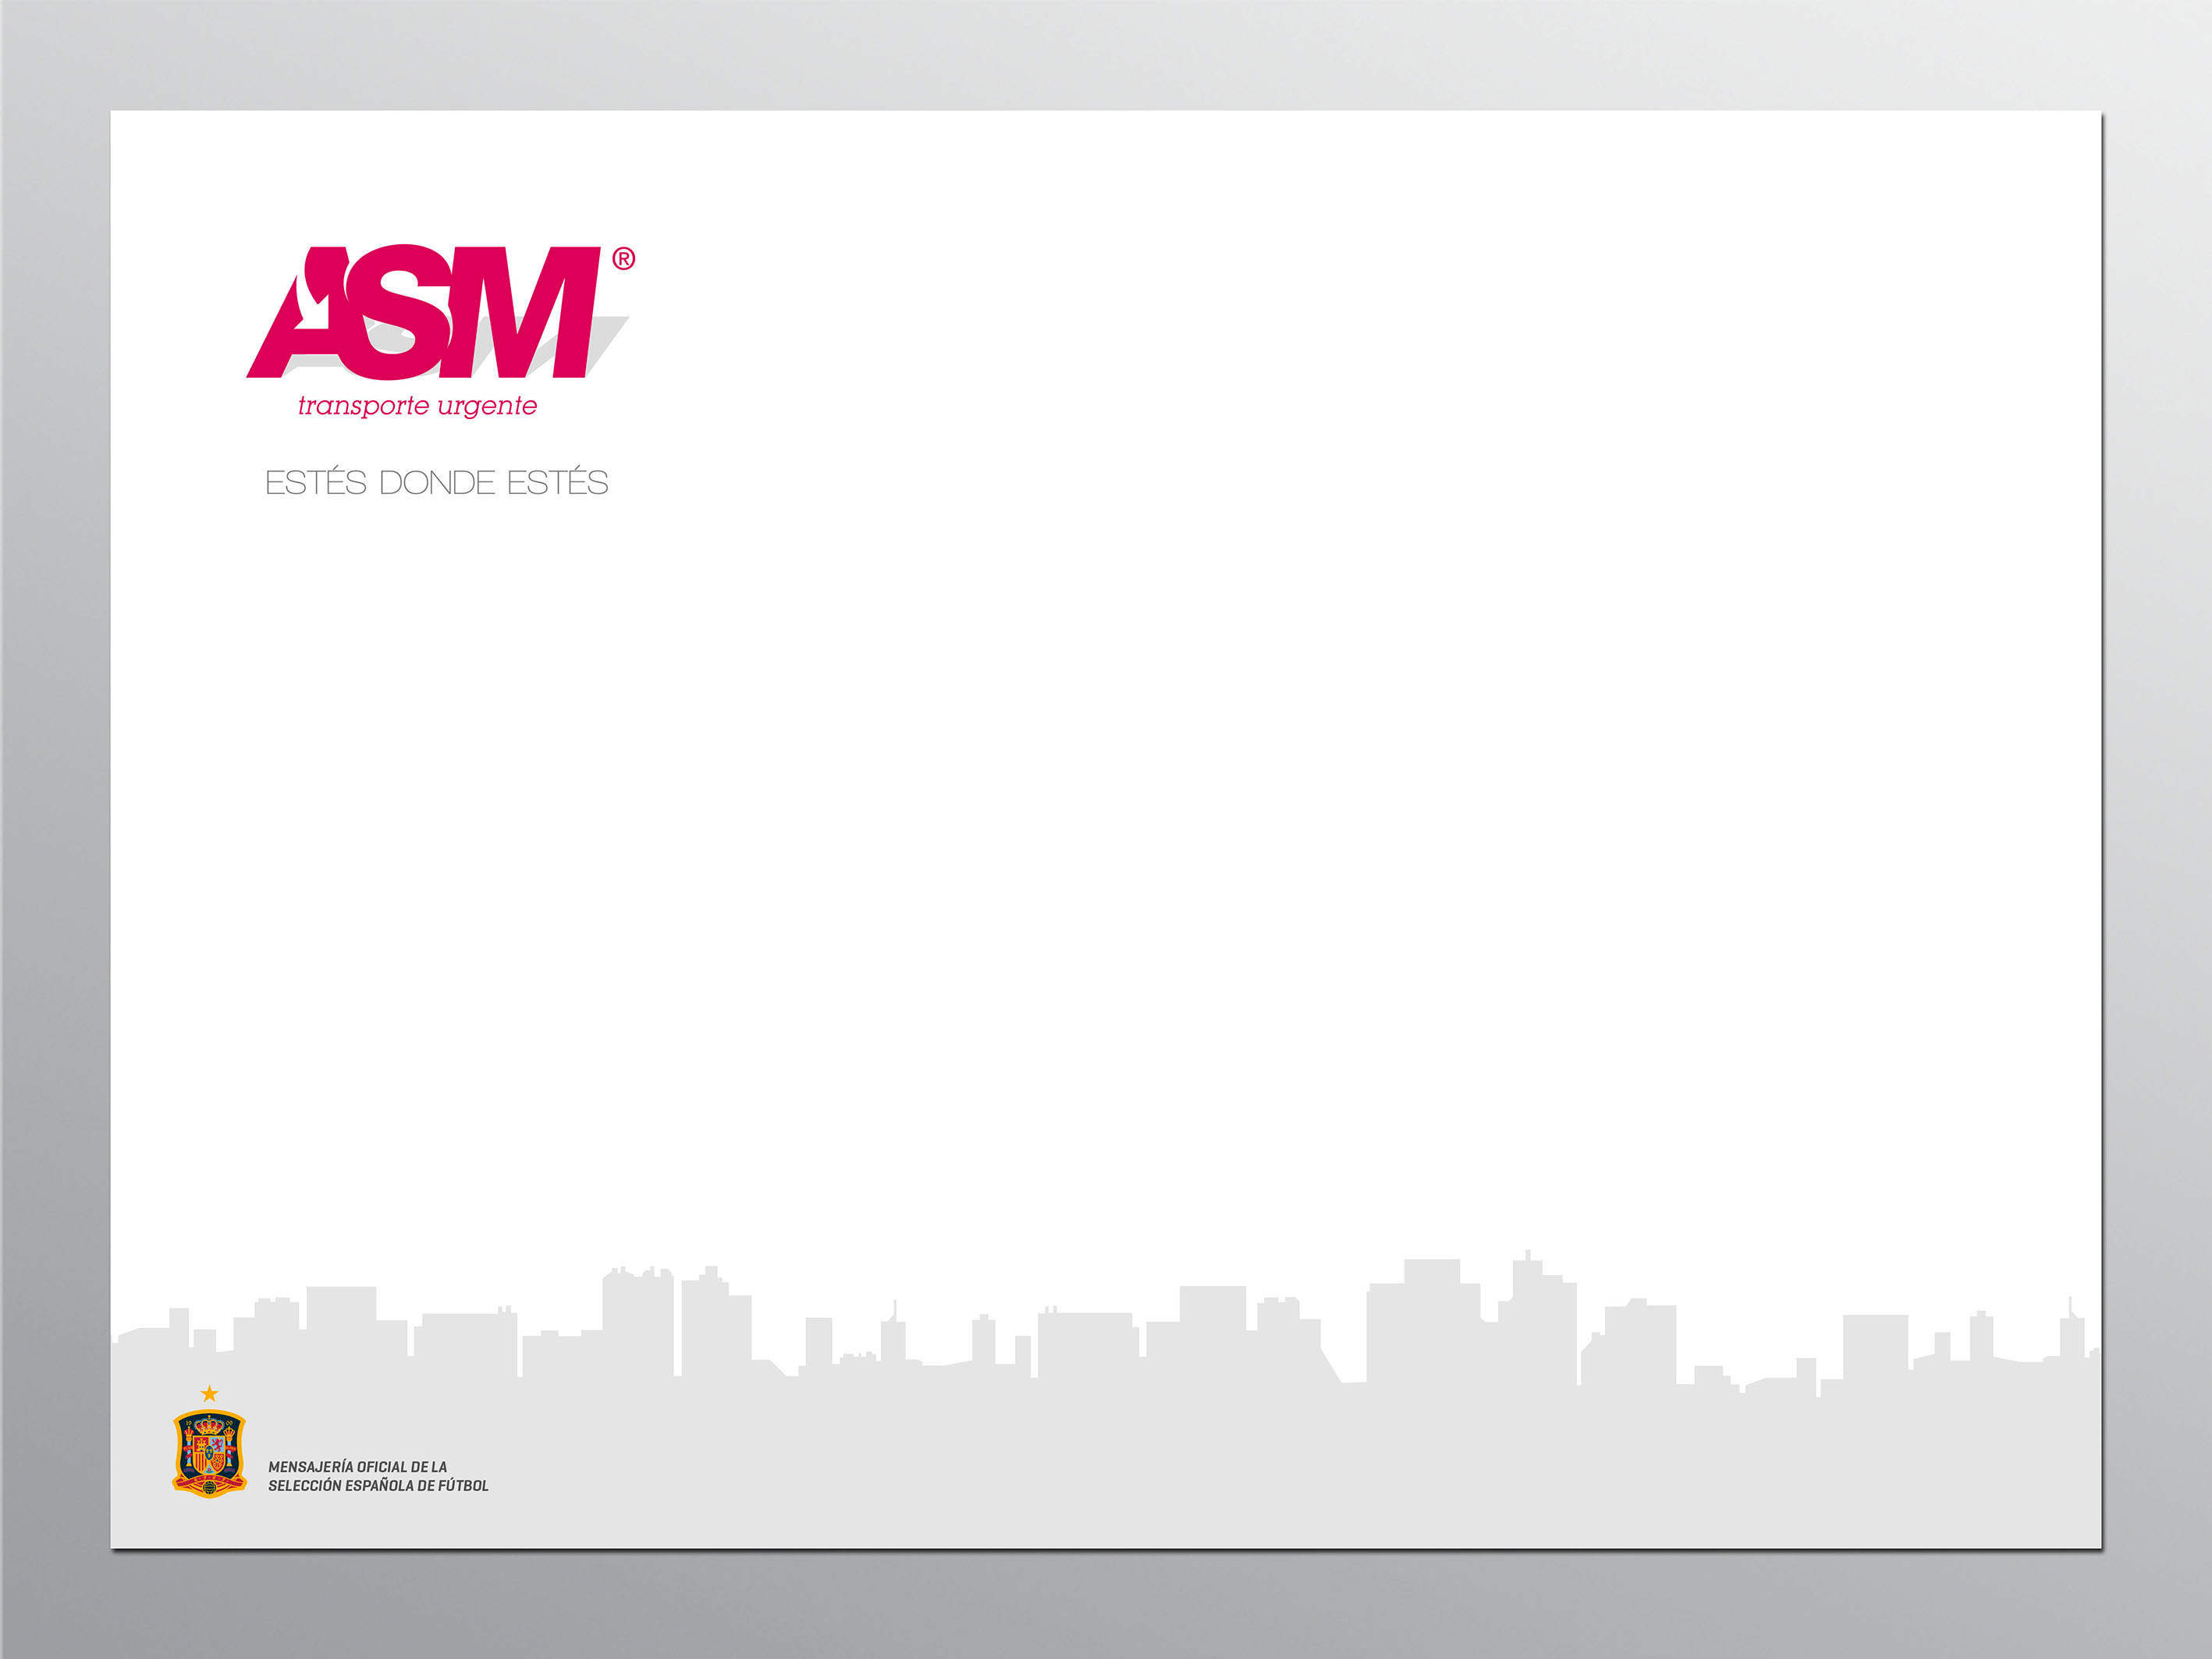 ASM®
transporte urgente
ESTÉS DONDE ESTÉS
MENSAJERÍA OFICIAL DE LA
SELECCIÓN ESPAÑOLA DE FÚTBOL